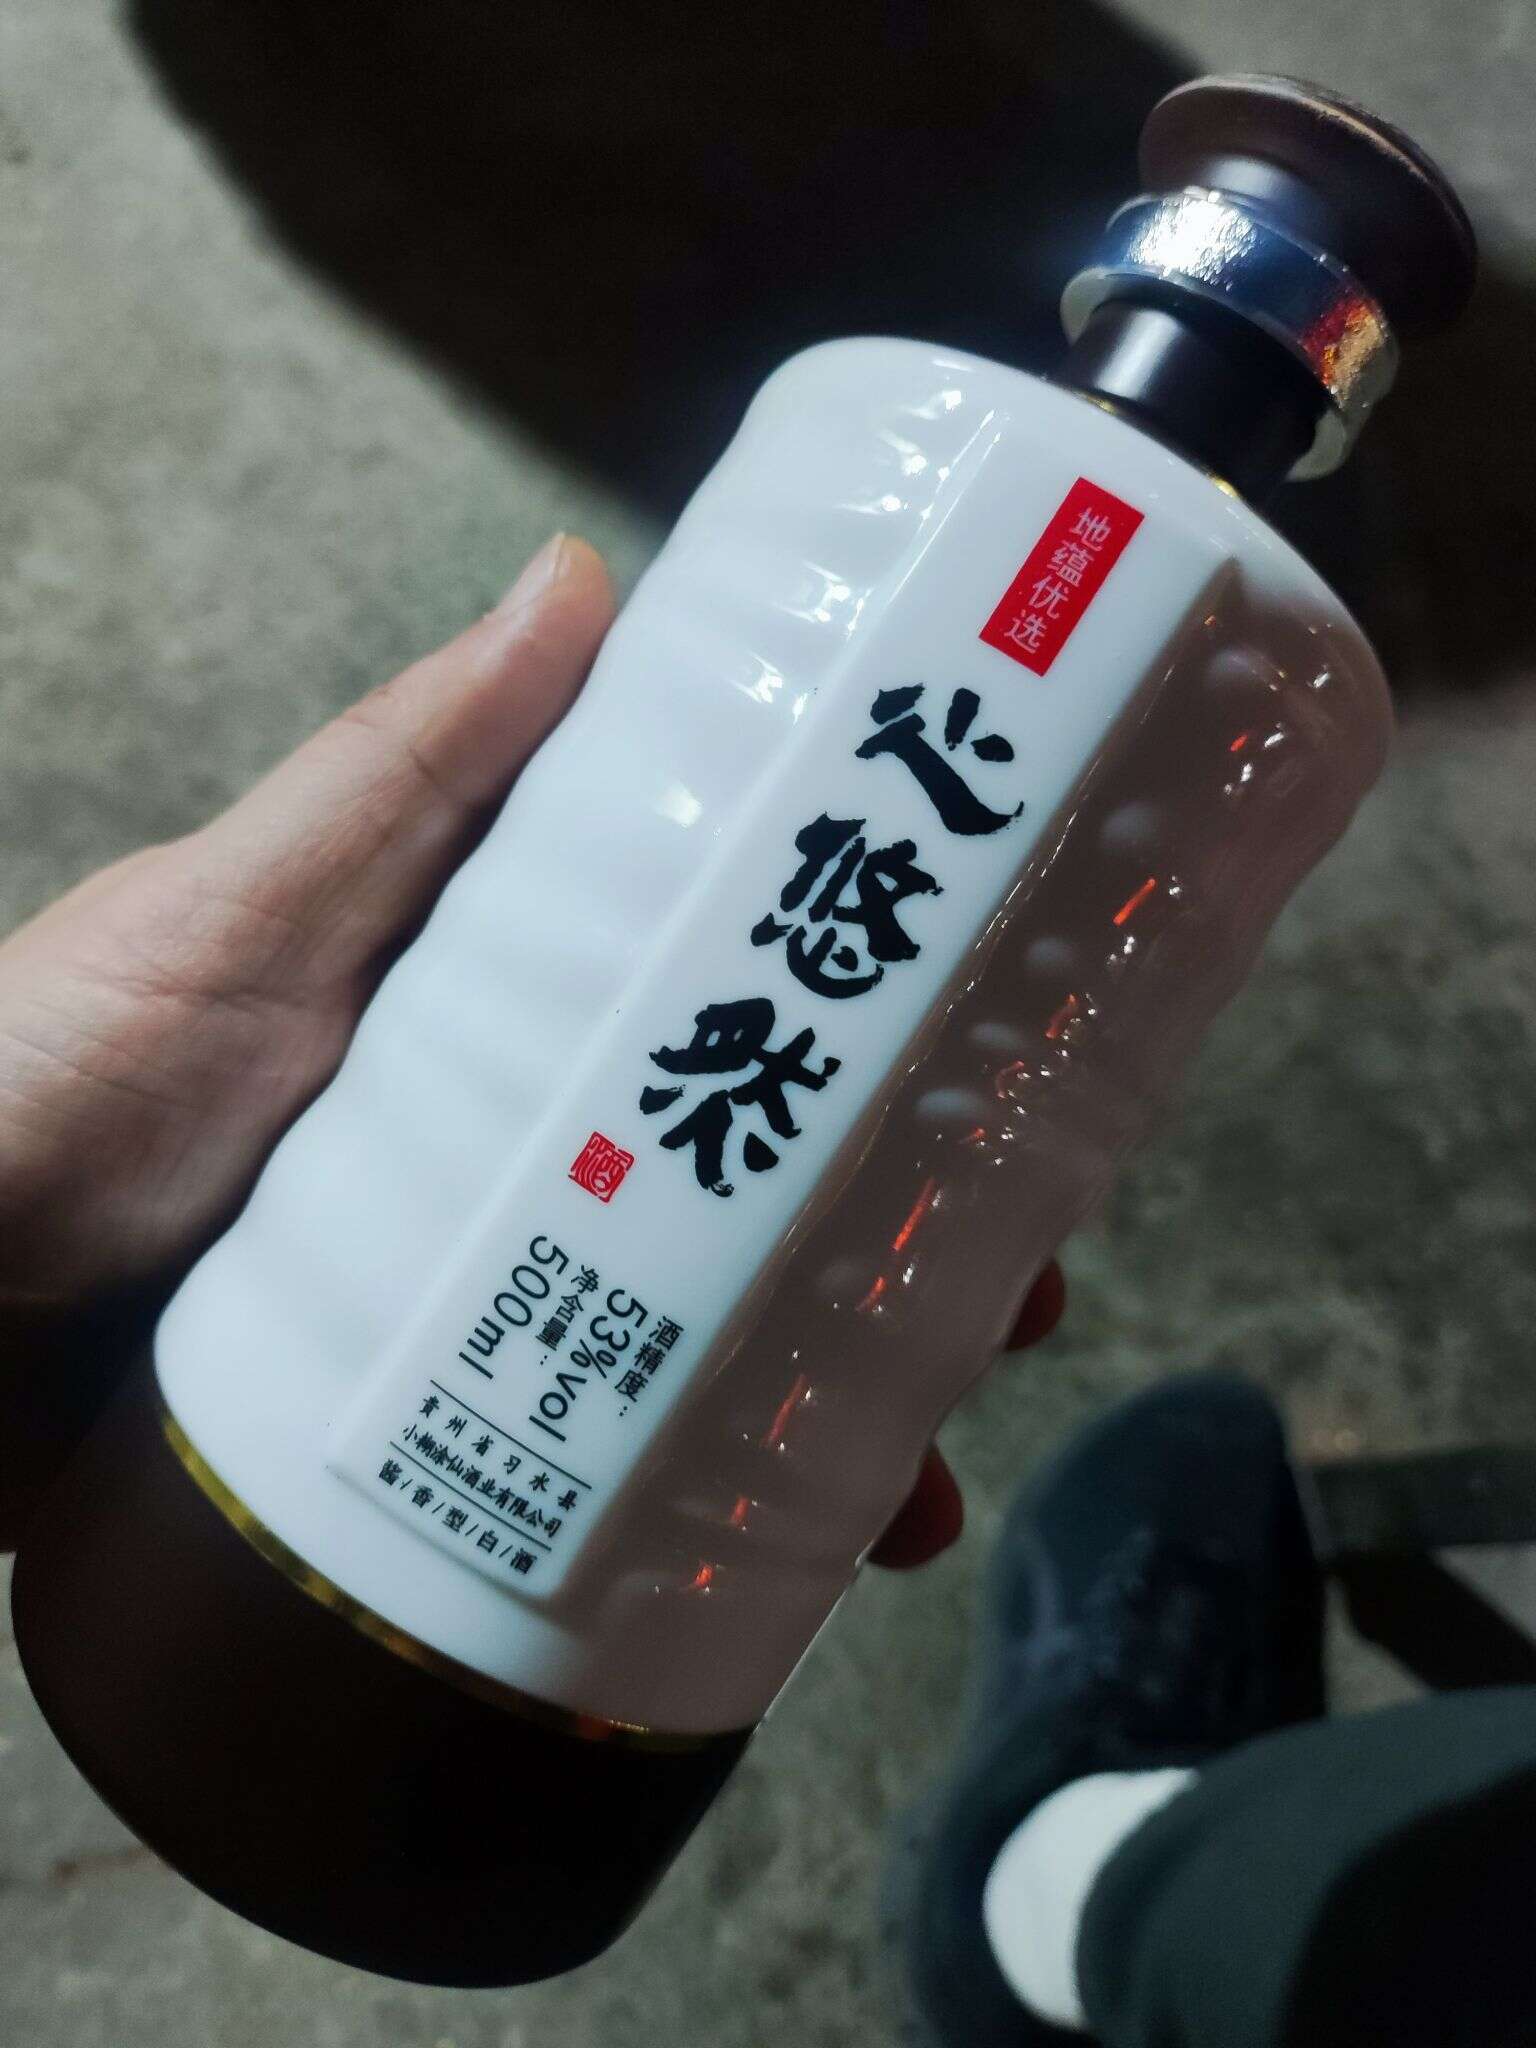 地蕴优选
心悠然
酒
酒精度：
53%vol
净含量：
500ml
贵州省习水县
小糊涂仙酒业有限公司
酱/香/型/白/酒